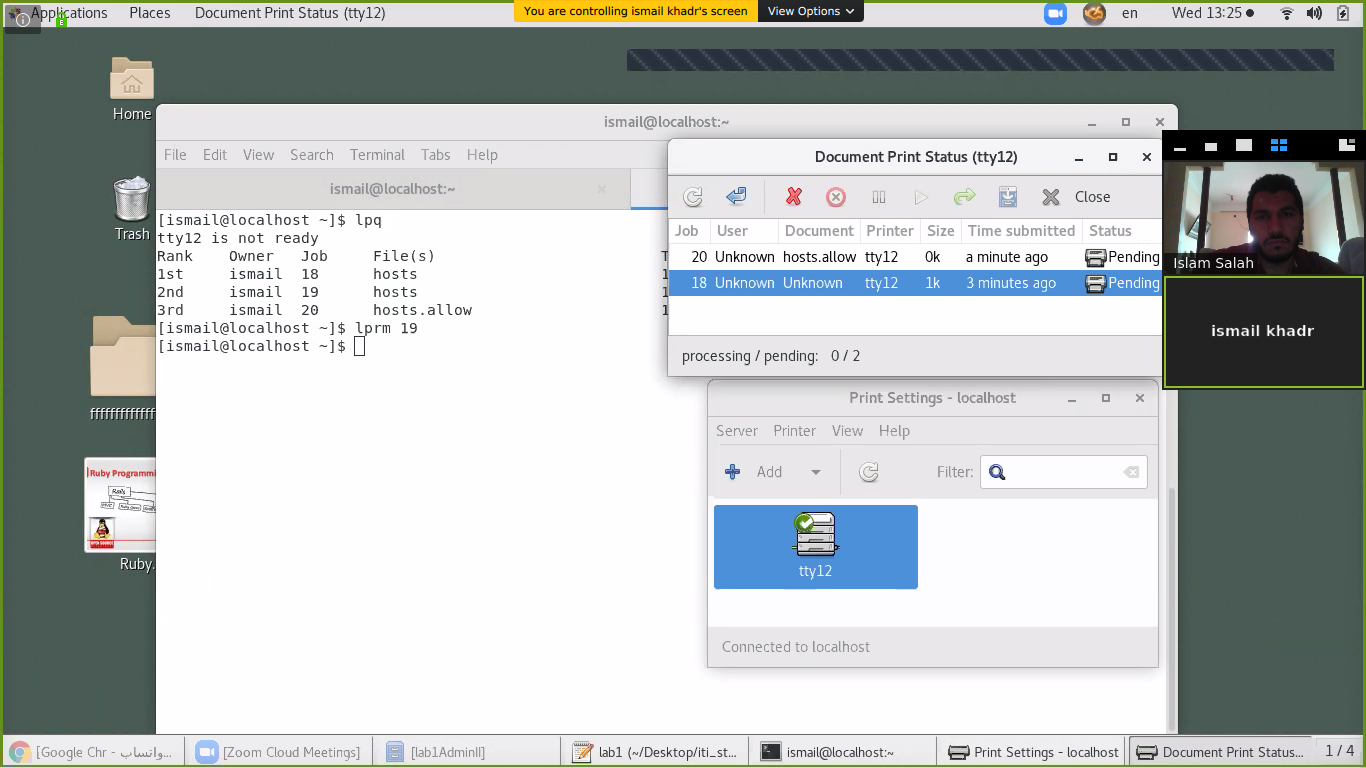 Applications Places Document Print Status (tty12)
You are controlling ismail khadr's screen View Options
en Wed 13:25
Home
Trash
fffffffffffff
Ruby Programmi
Rails
Ruby.
ismail@localhost:~
File Edit View Search Terminal Tabs Help
ismail@localhost:~
[ismail@localhost ~]$ lpq
tty12 is not ready
Rank Owner Job File(s) T
1st ismail 18 hosts 1
2nd ismail 19 hosts 1
3rd ismail 20 hosts.allow 1
[ismail@localhost ~]$ lprm 19
[ismail@localhost ~]$
Document Print Status (tty12)
Close
Job User Document Printer Size Time submitted Status
20 Unknown hosts.allow tty12 0k a minute ago Pending
18 Unknown Unknown tty12 1k 3 minutes ago Pending
processing / pending: 0 / 2
Islam Salah
ismail khadr
Print Settings - localhost
Server Printer View Help
Add Filter:
tty12
Connected to localhost
[Google Chr - واتساب...
[Zoom Cloud Meetings]
[lab1AdminII]
lab1 (~/Desktop/iti_st...
ismail@localhost:~
Print Settings - localhost
Document Print Status...
1 / 4